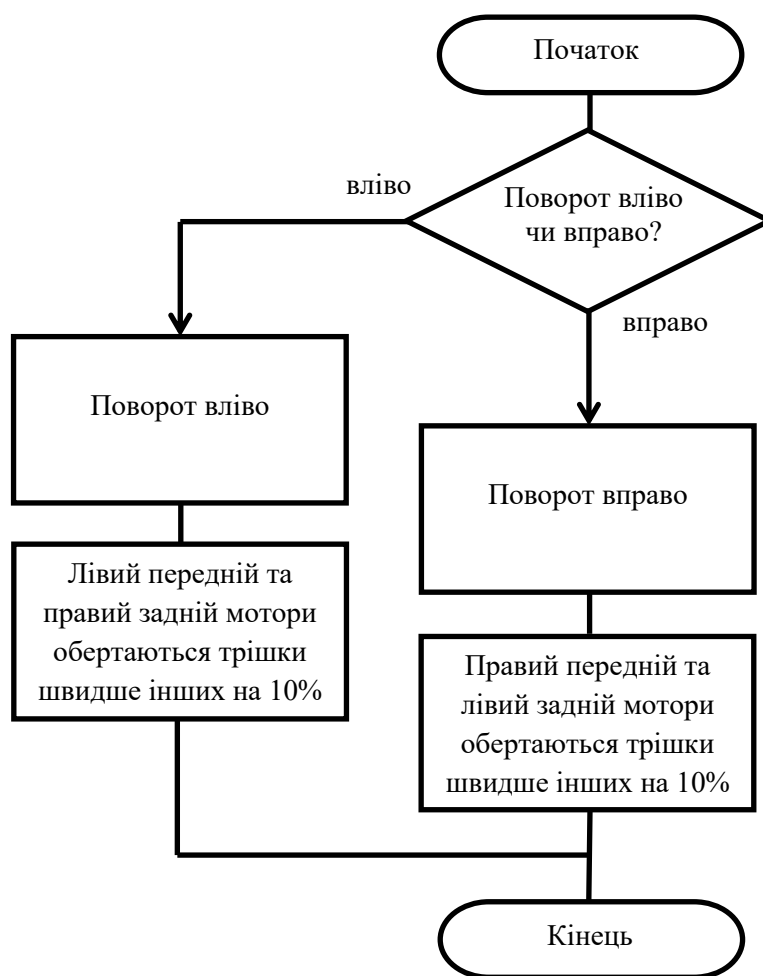 Початок
вліво
Поворот вліво
чи вправо?
вправо
Поворот вліво
Поворот вправо
Лівий передній та
правий задній мотори
обертаються трішки
швидше інших на 10%
Правий передній та
лівий задній мотори
обертаються трішки
швидше інших на 10%
Кінець